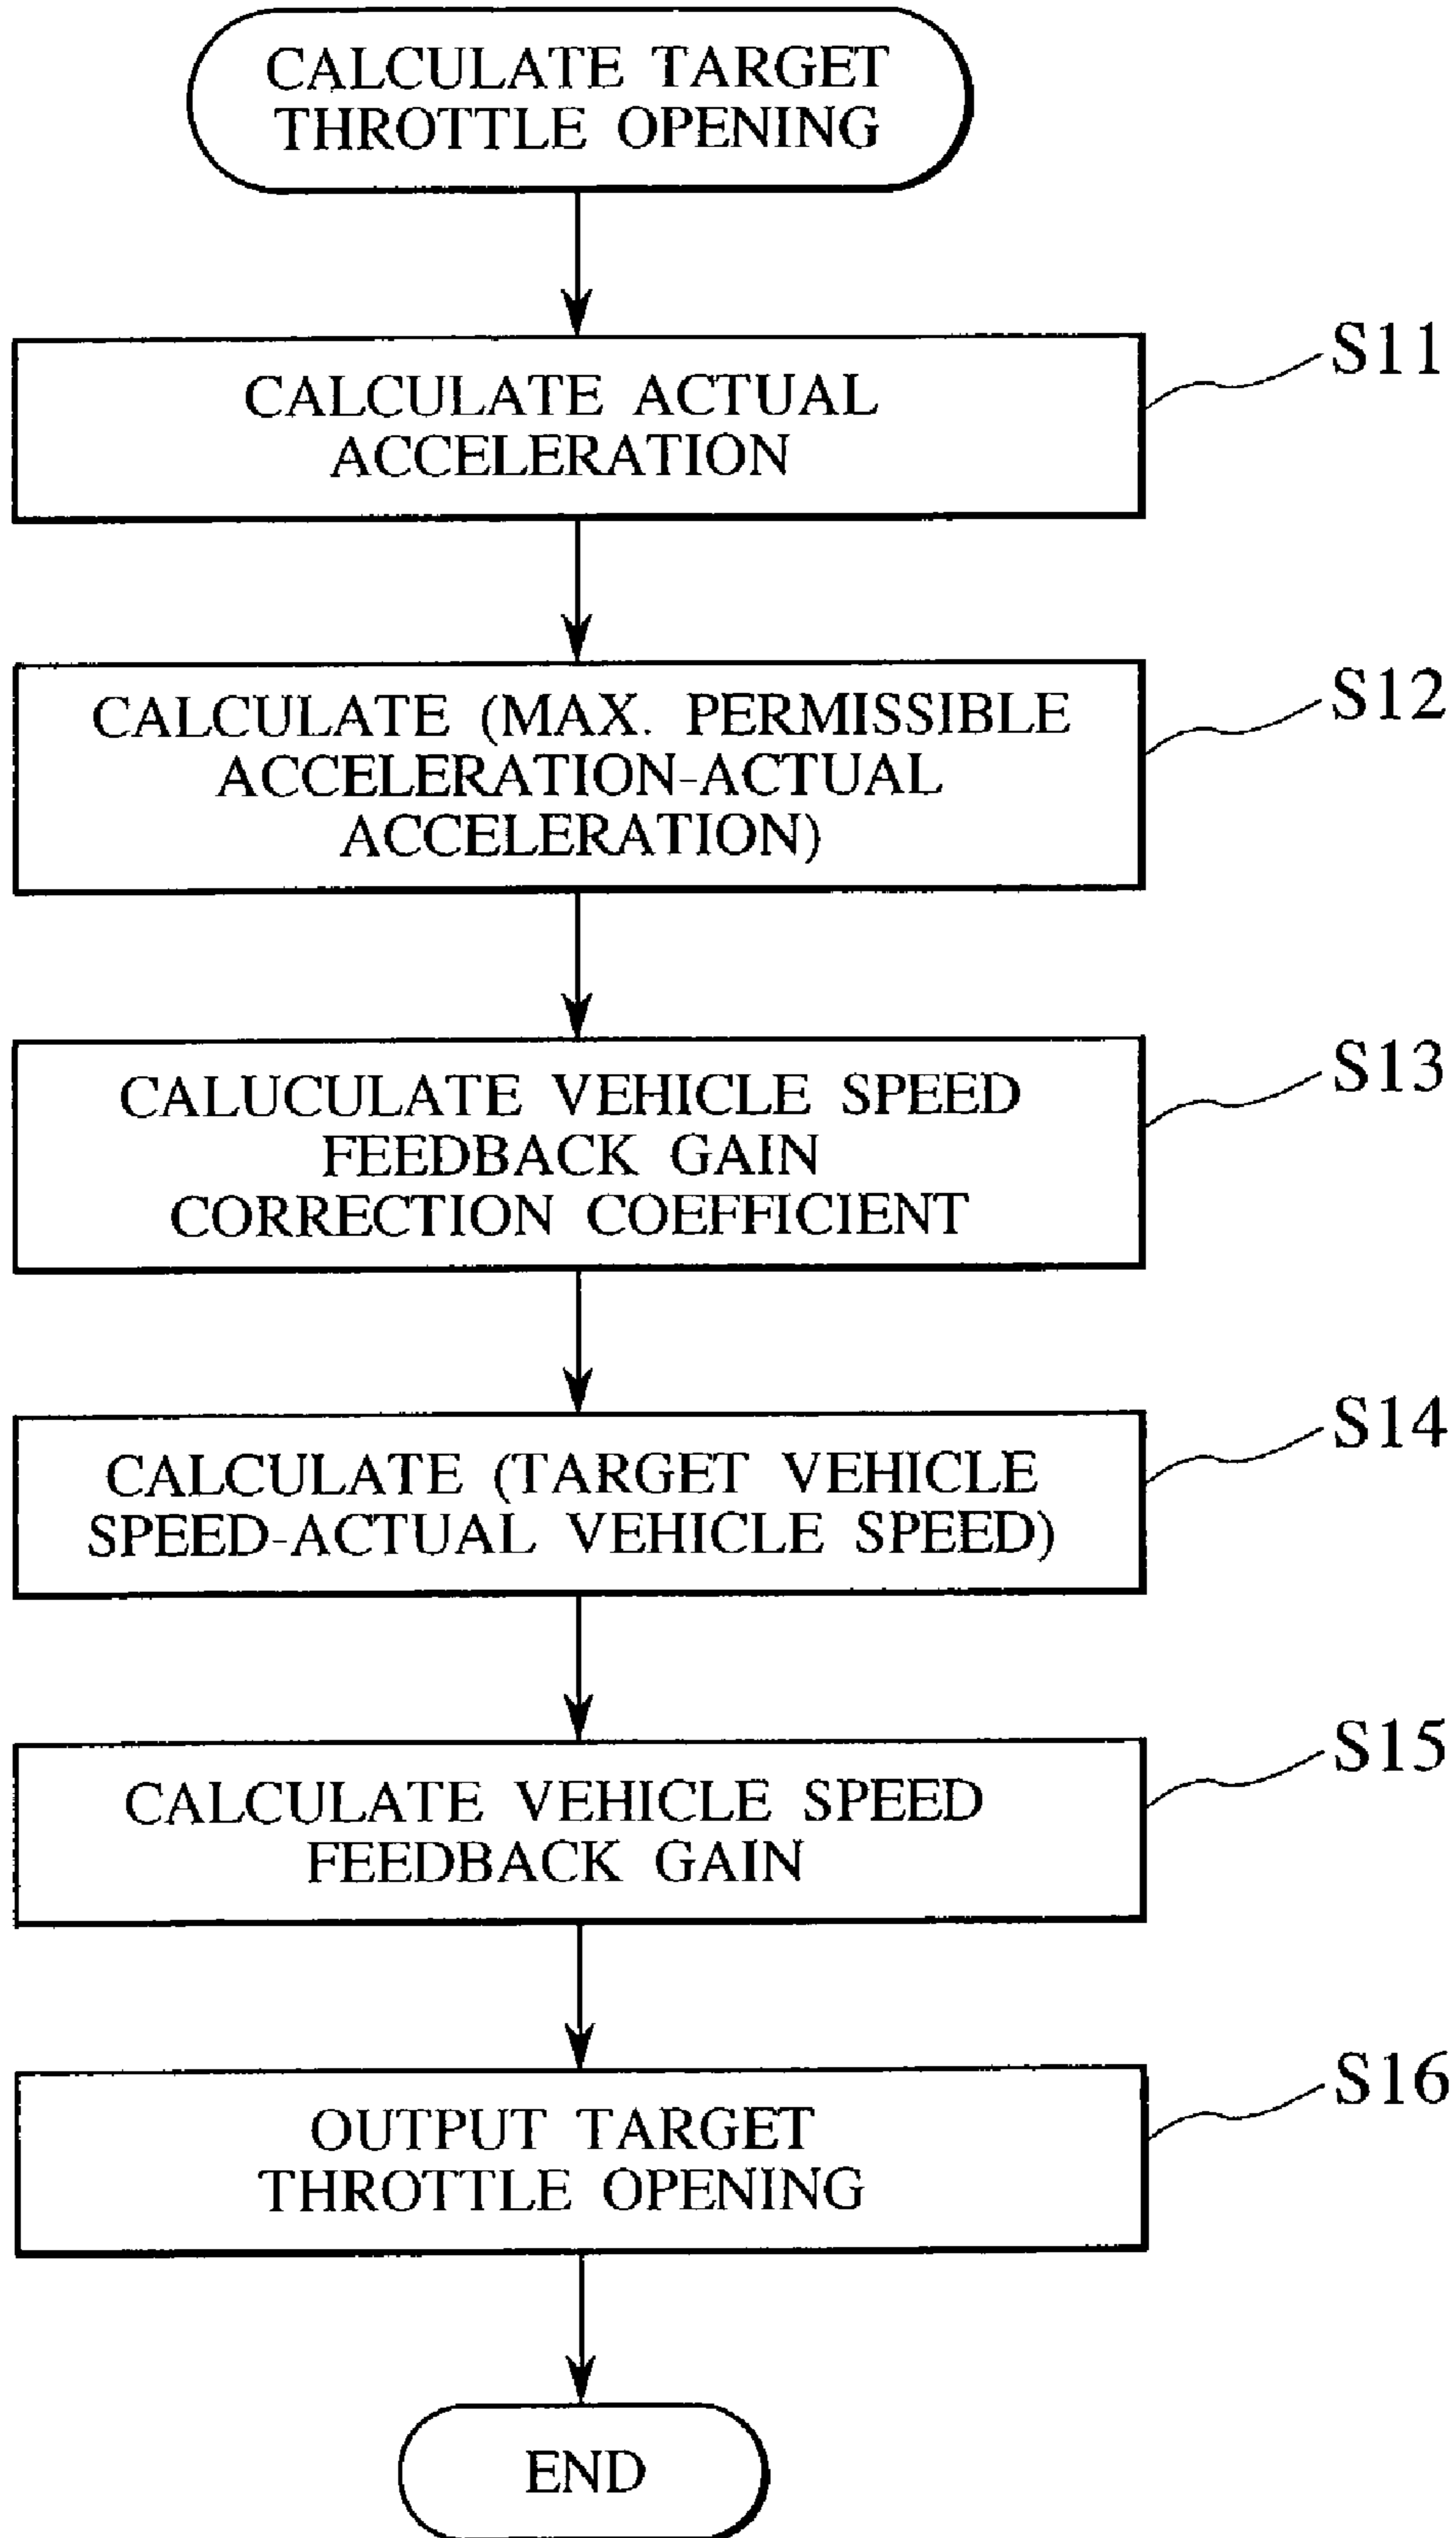 CALCULATE TARGET
THROTTLE OPENING
CALCULATE ACTUAL
ACCELERATION
S11
CALCULATE (MAX. PERMISSIBLE
ACCELERATION-ACTUAL
ACCELERATION)
S12
CALUCULATE VEHICLE SPEED
FEEDBACK GAIN
CORRECTION COEFFICIENT
S13
CALCULATE (TARGET VEHICLE
SPEED-ACTUAL VEHICLE SPEED)
S14
CALCULATE VEHICLE SPEED
FEEDBACK GAIN
S15
OUTPUT TARGET
THROTTLE OPENING
S16
END